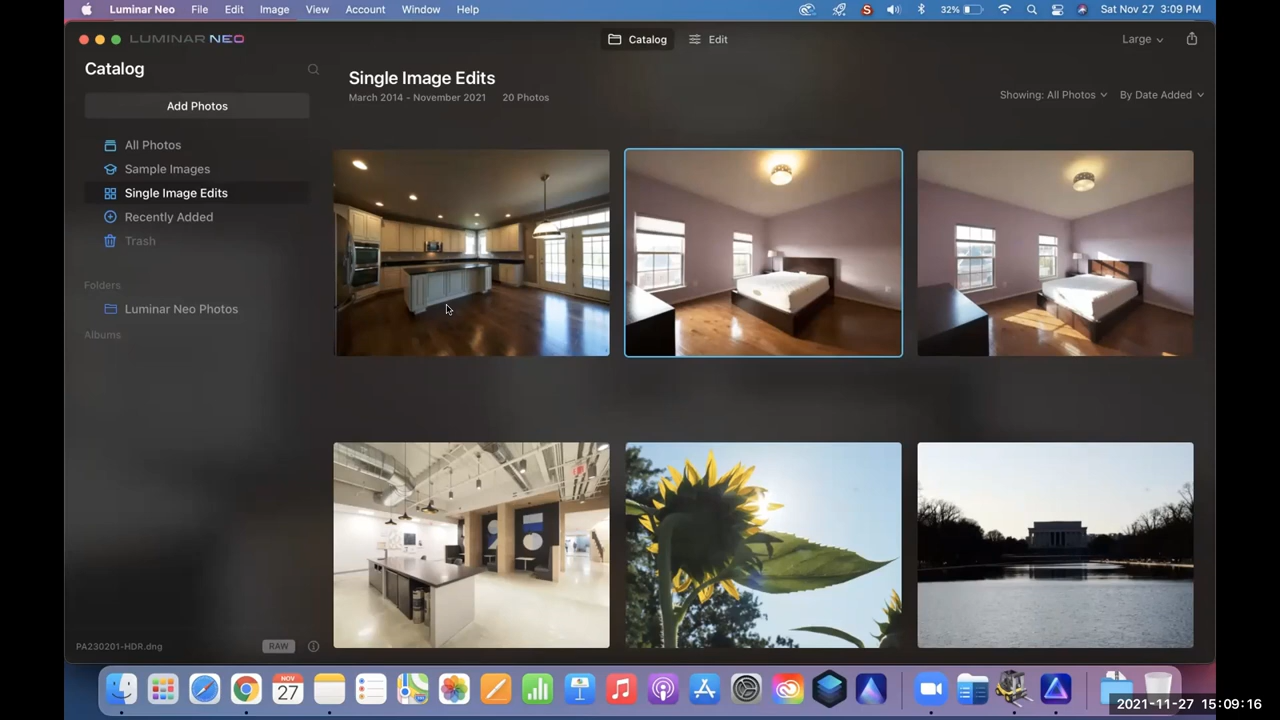 Luminar Neo File Edit Image View Account Window Help 32% Sat Nov 27 3:09 PM
LUMINAR NEO Catalog Edit Large
Catalog
Single Image Edits
March 2014 - November 2021 20 Photos
Showing: All Photos By Date Added
Add Photos
All Photos
Sample Images
Single Image Edits
Recently Added
Trash
Folders
Luminar Neo Photos
Albums
PA230201-HDR.dng RAW
NOV
27
2021-11-27 15:09:16